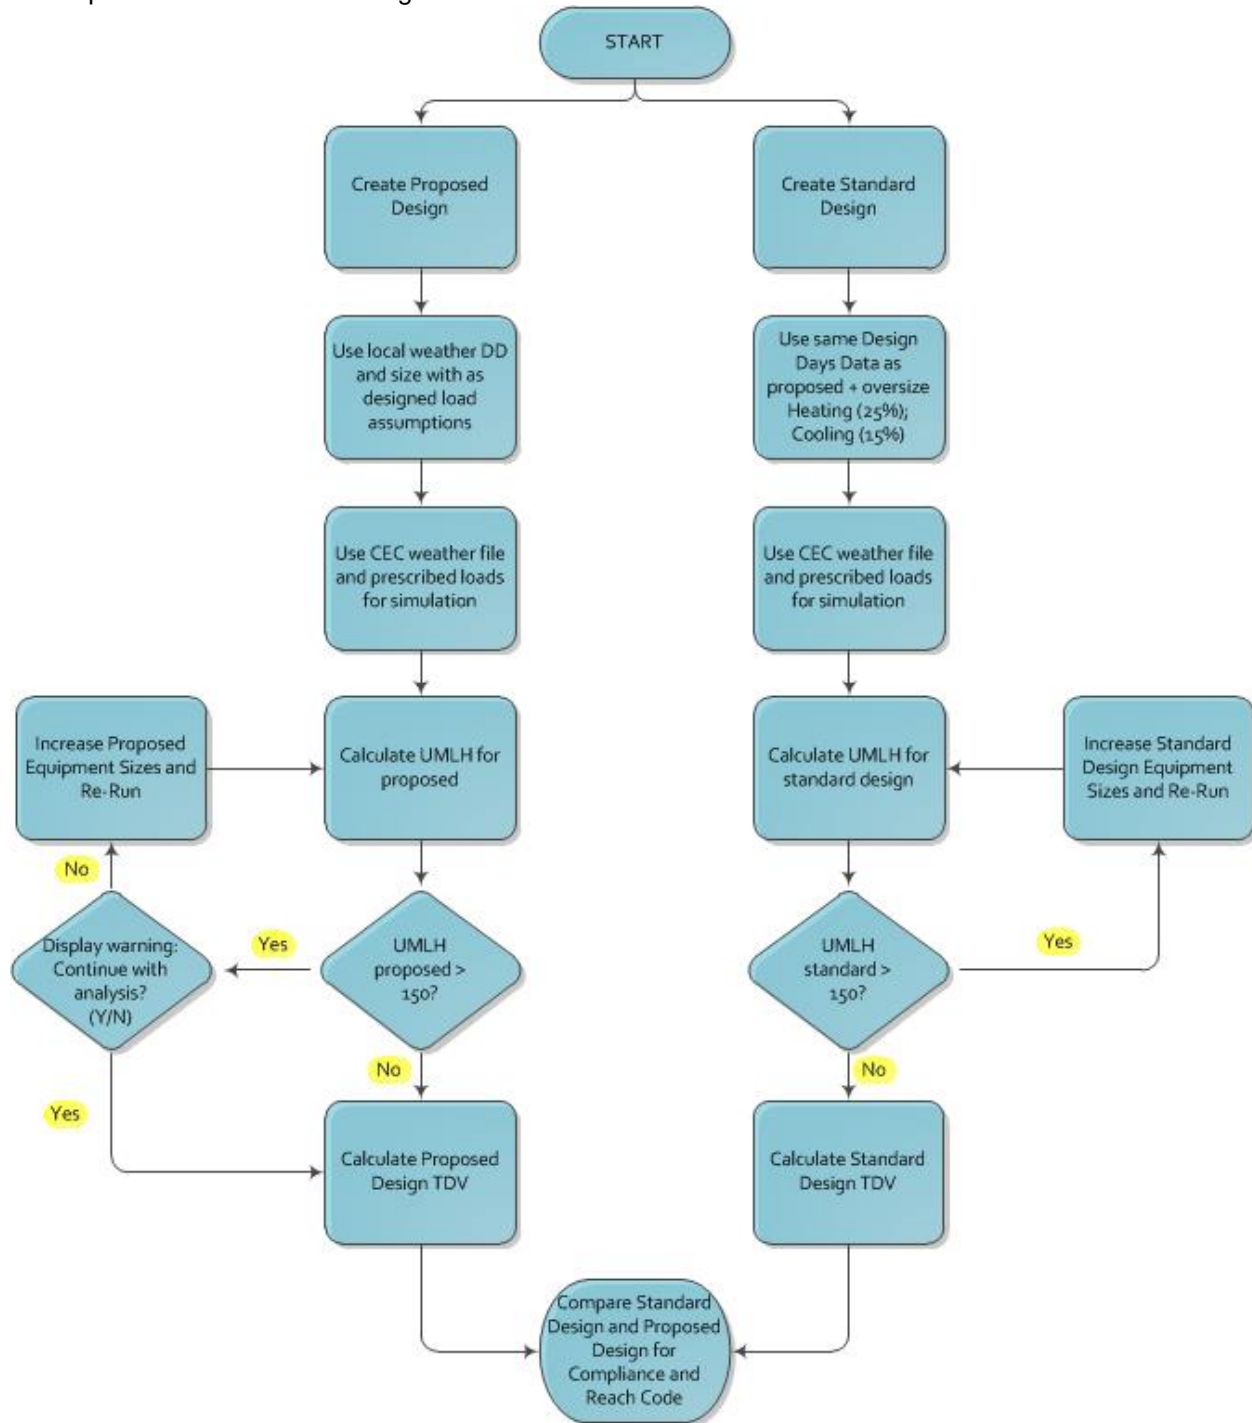 START
Create Proposed
Design
Create Standard
Design
Use local weather DD
and size with as
designed load
assumptions
Use same Design
Days Data as
proposed + oversize
Heating (25%);
Cooling (15%)
Use CEC weather file
and prescribed loads
for simulation
Use CEC weather file
and prescribed loads
for simulation
Increase Proposed
Equipment Sizes and
Re-Run
Calculate UMLH for
proposed
Calculate UMLH for
standard design
Increase Standard
Design Equipment
Sizes and Re-Run
No
Display warning:
Continue with
analysis?
(Y/N)
Yes
UMLH
proposed >
150?
UMLH
standard >
150?
Yes
No
No
Yes
Calculate Proposed
Design TDV
Calculate Standard
Design TDV
Compare Standard
Design and Proposed
Design for
Compliance and
Reach Code